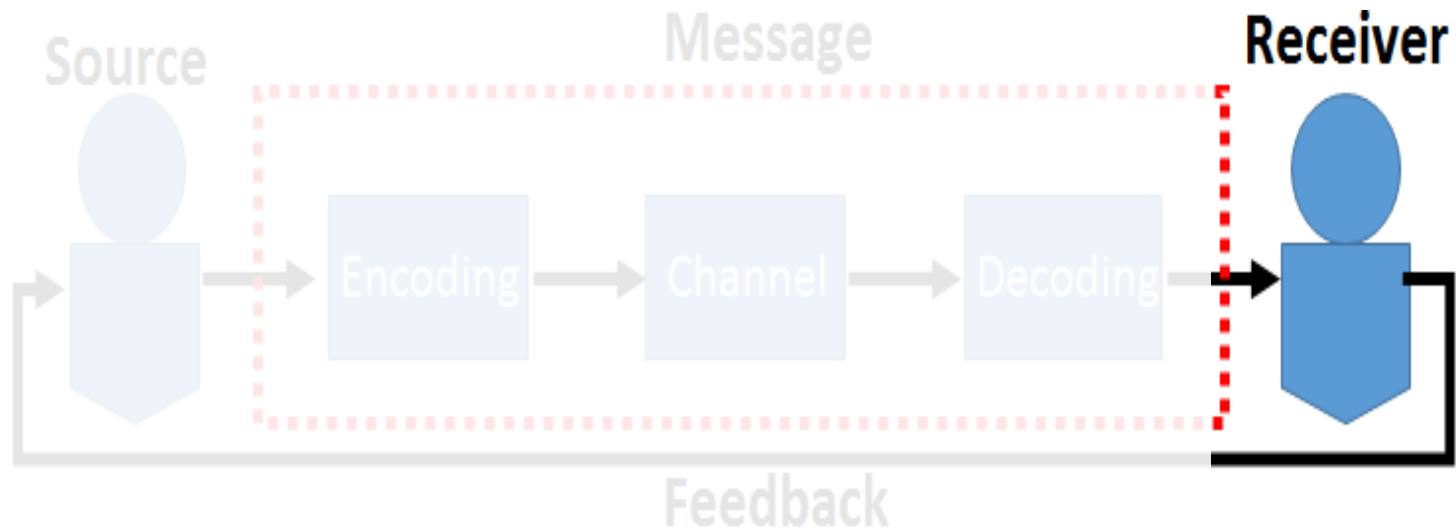 Source
Message
Receiver
Encoding
Channel
Decoding
Feedback